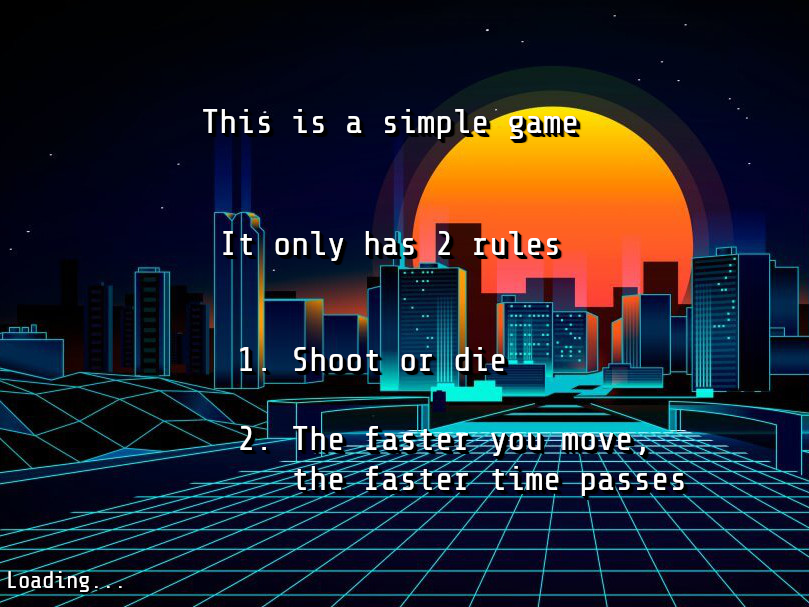 This is a simple game
It only has 2 rules
1. Shoot or die
2. The faster you move,
the faster time passes
Loading...